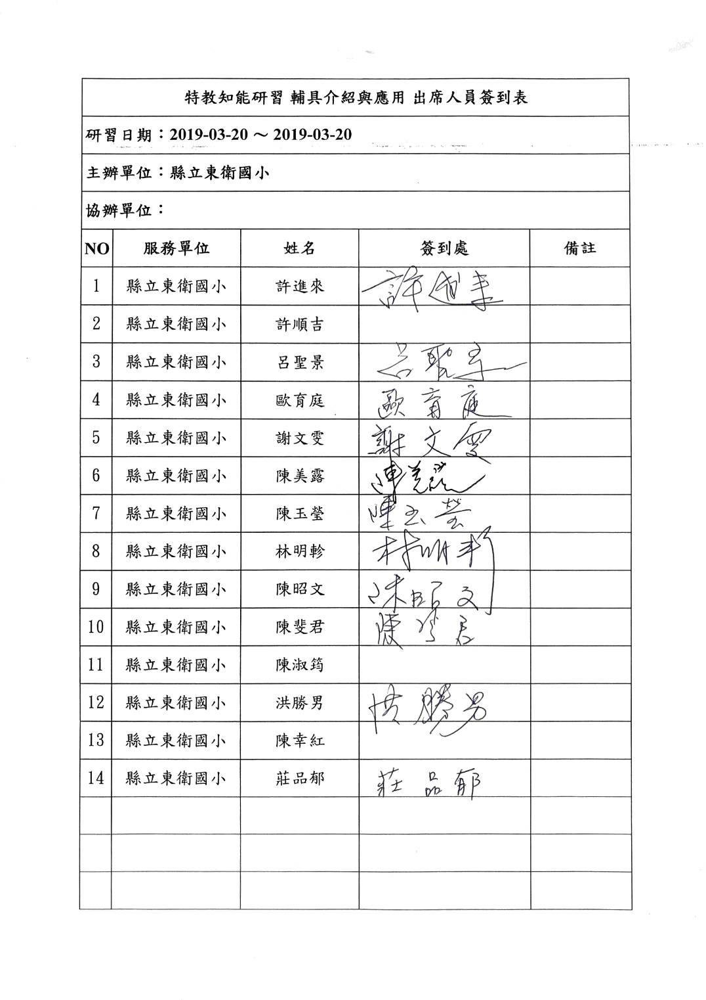 特教知能研習 輔具介紹與應用 出席人員簽到表
研習日期：2019-03-20 ～ 2019-03-20
主辦單位：縣立東衛國小
協辦單位：
NO 服務單位 姓名 簽到處 備註
1 縣立東衛國小 許進來 許進來
2 縣立東衛國小 許順吉
3 縣立東衛國小 呂聖景 呂聖景
4 縣立東衛國小 歐育庭 歐育庭
5 縣立東衛國小 謝文雯 謝文雯
6 縣立東衛國小 陳美露 陳美露
7 縣立東衛國小 陳玉瑩 陳玉瑩
8 縣立東衛國小 林明軫 林明軫
9 縣立東衛國小 陳昭文 陳昭文
10 縣立東衛國小 陳斐君 陳斐君
11 縣立東衛國小 陳淑筠
12 縣立東衛國小 洪勝男 洪勝男
13 縣立東衛國小 陳幸紅
14 縣立東衛國小 莊品郁 莊品郁